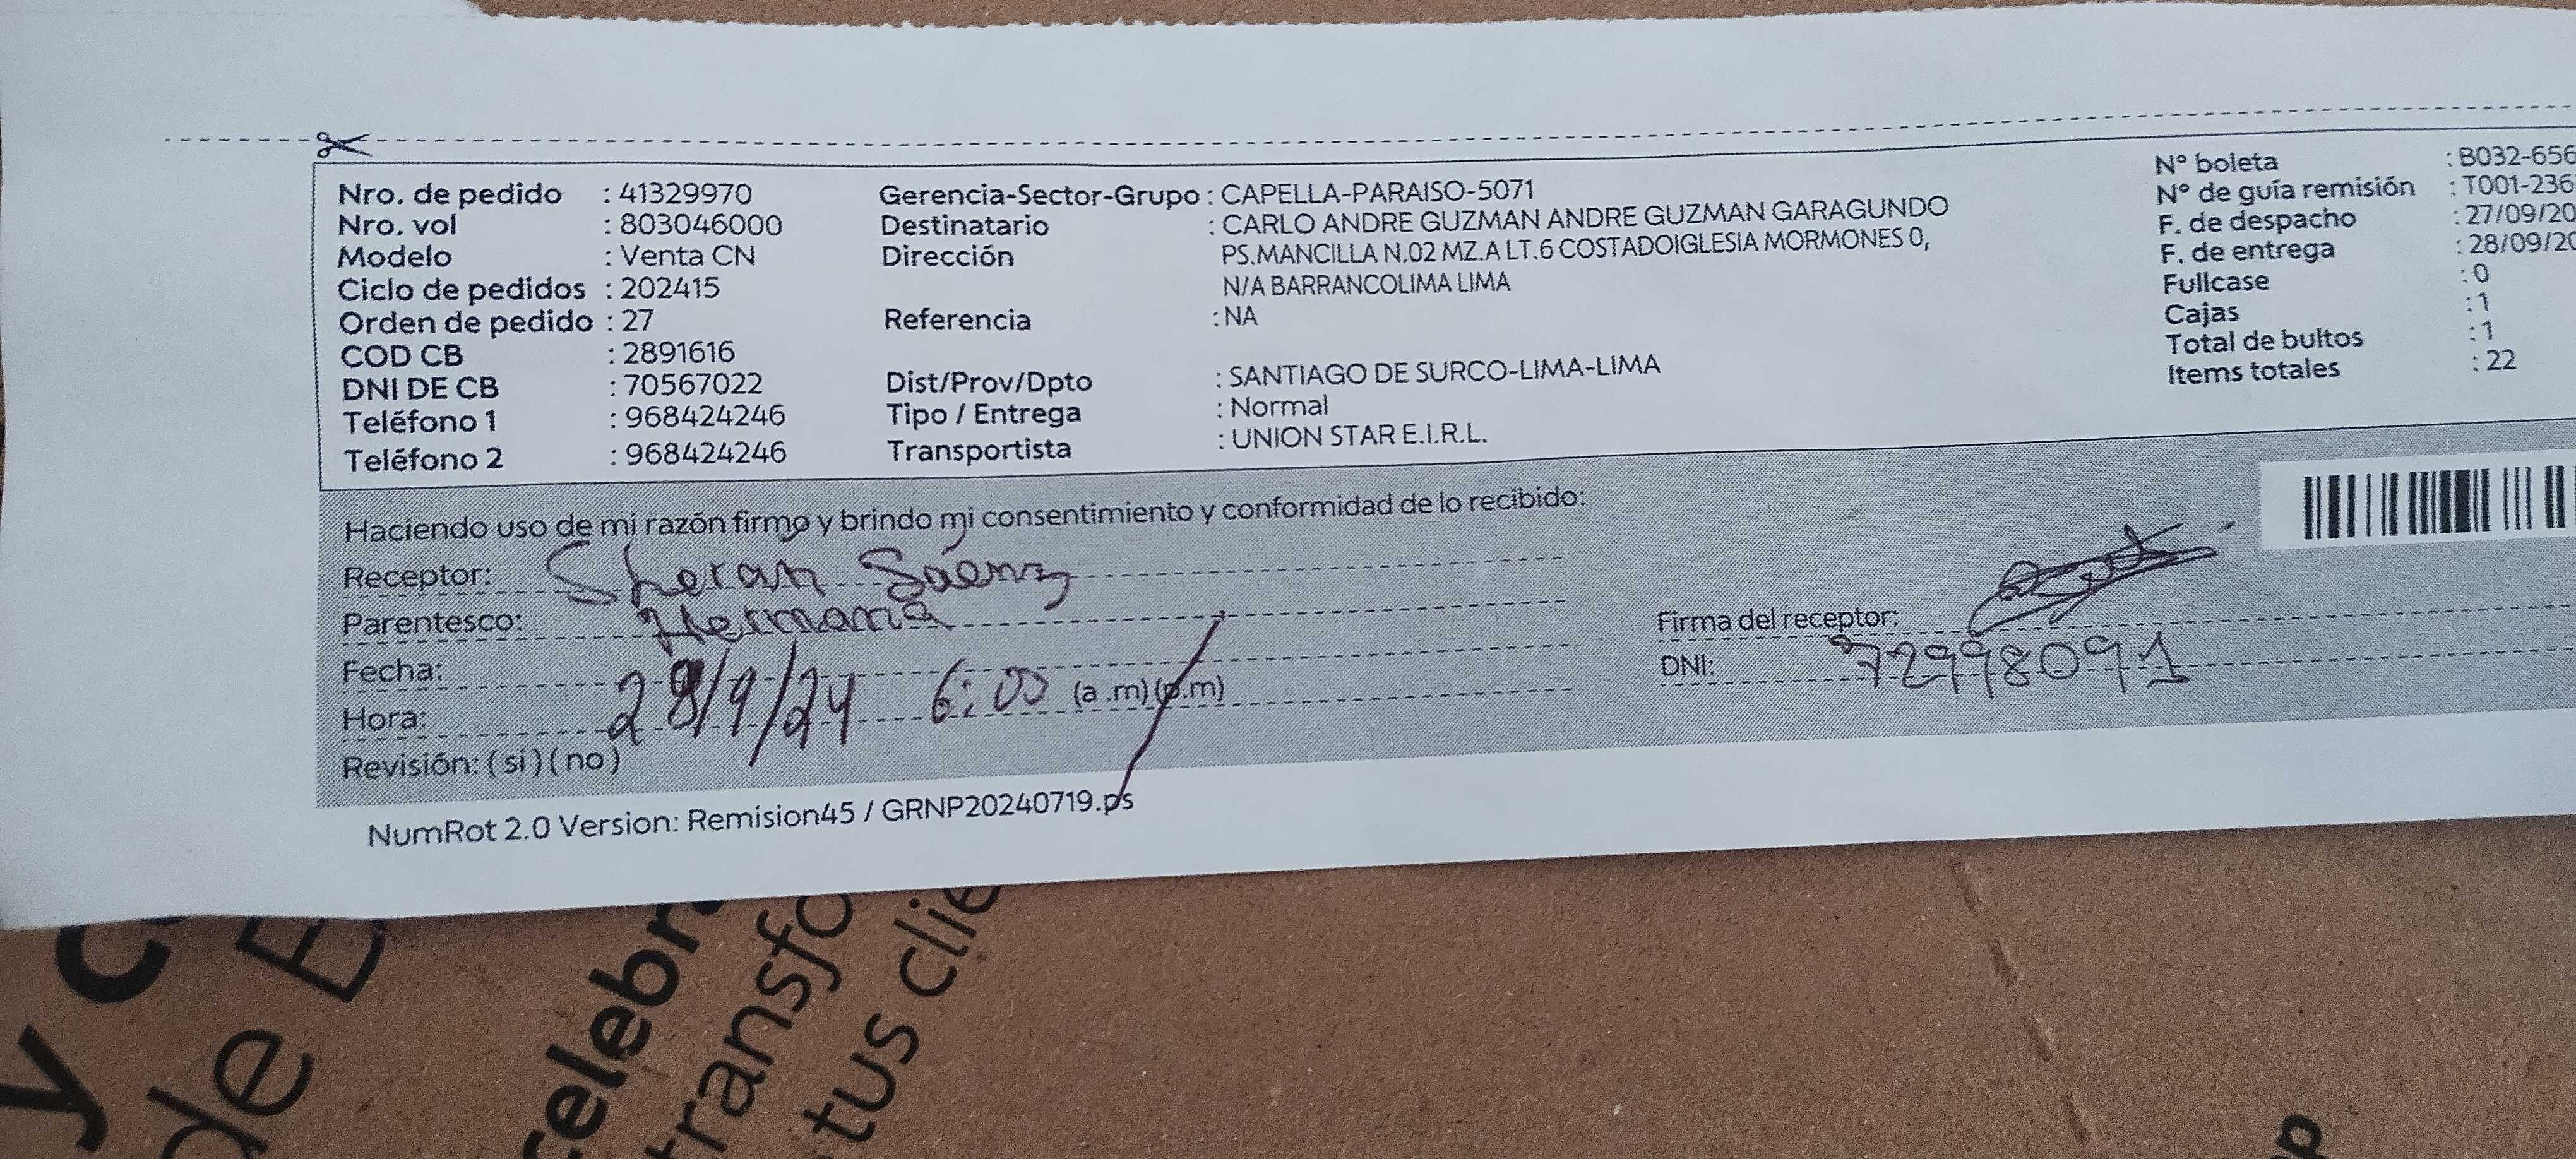 Nro. de pedido : 41329970
Nro. vol : 803046000
Modelo : Venta CN
Ciclo de pedidos : 202415
Orden de pedido : 27
COD CB : 2891616
DNI DE CB : 70567022
Teléfono 1 : 968424246
Teléfono 2 : 968424246
Gerencia-Sector-Grupo : CAPELLA-PARAISO-5071
Destinatario : CARLO ANDRE GUZMAN ANDRE GUZMAN GARAGUNDO
Dirección PS.MANCILLA N.02 MZ.A LT.6 COSTADOIGLESIA MORMONES 0,
N/A BARRANCOLIMA LIMA
Referencia : NA
Dist/Prov/Dpto : SANTIAGO DE SURCO-LIMA-LIMA
Tipo / Entrega : Normal
Transportista : UNION STAR E.I.R.L.
N° boleta : B032-656
N° de guía remisión : T001-236
F. de despacho : 27/09/20
F. de entrega : 28/09/20
Fullcase : 0
Cajas : 1
Total de bultos : 1
Items totales : 22
Haciendo uso de mi razón firmo y brindo mi consentimiento y conformidad de lo recibido:
Receptor: Sheran Sáenz
Parentesco: Hermana
Fecha:
Hora: 28/9/24 6:00 (a.m)(p.m)
Revisión: (si)(no)
Firma del receptor:
DNI: 72998091
NumRot 2.0 Version: Remision45 / GRNP20240719.ps
y
de
celebr
transfo
tus clie